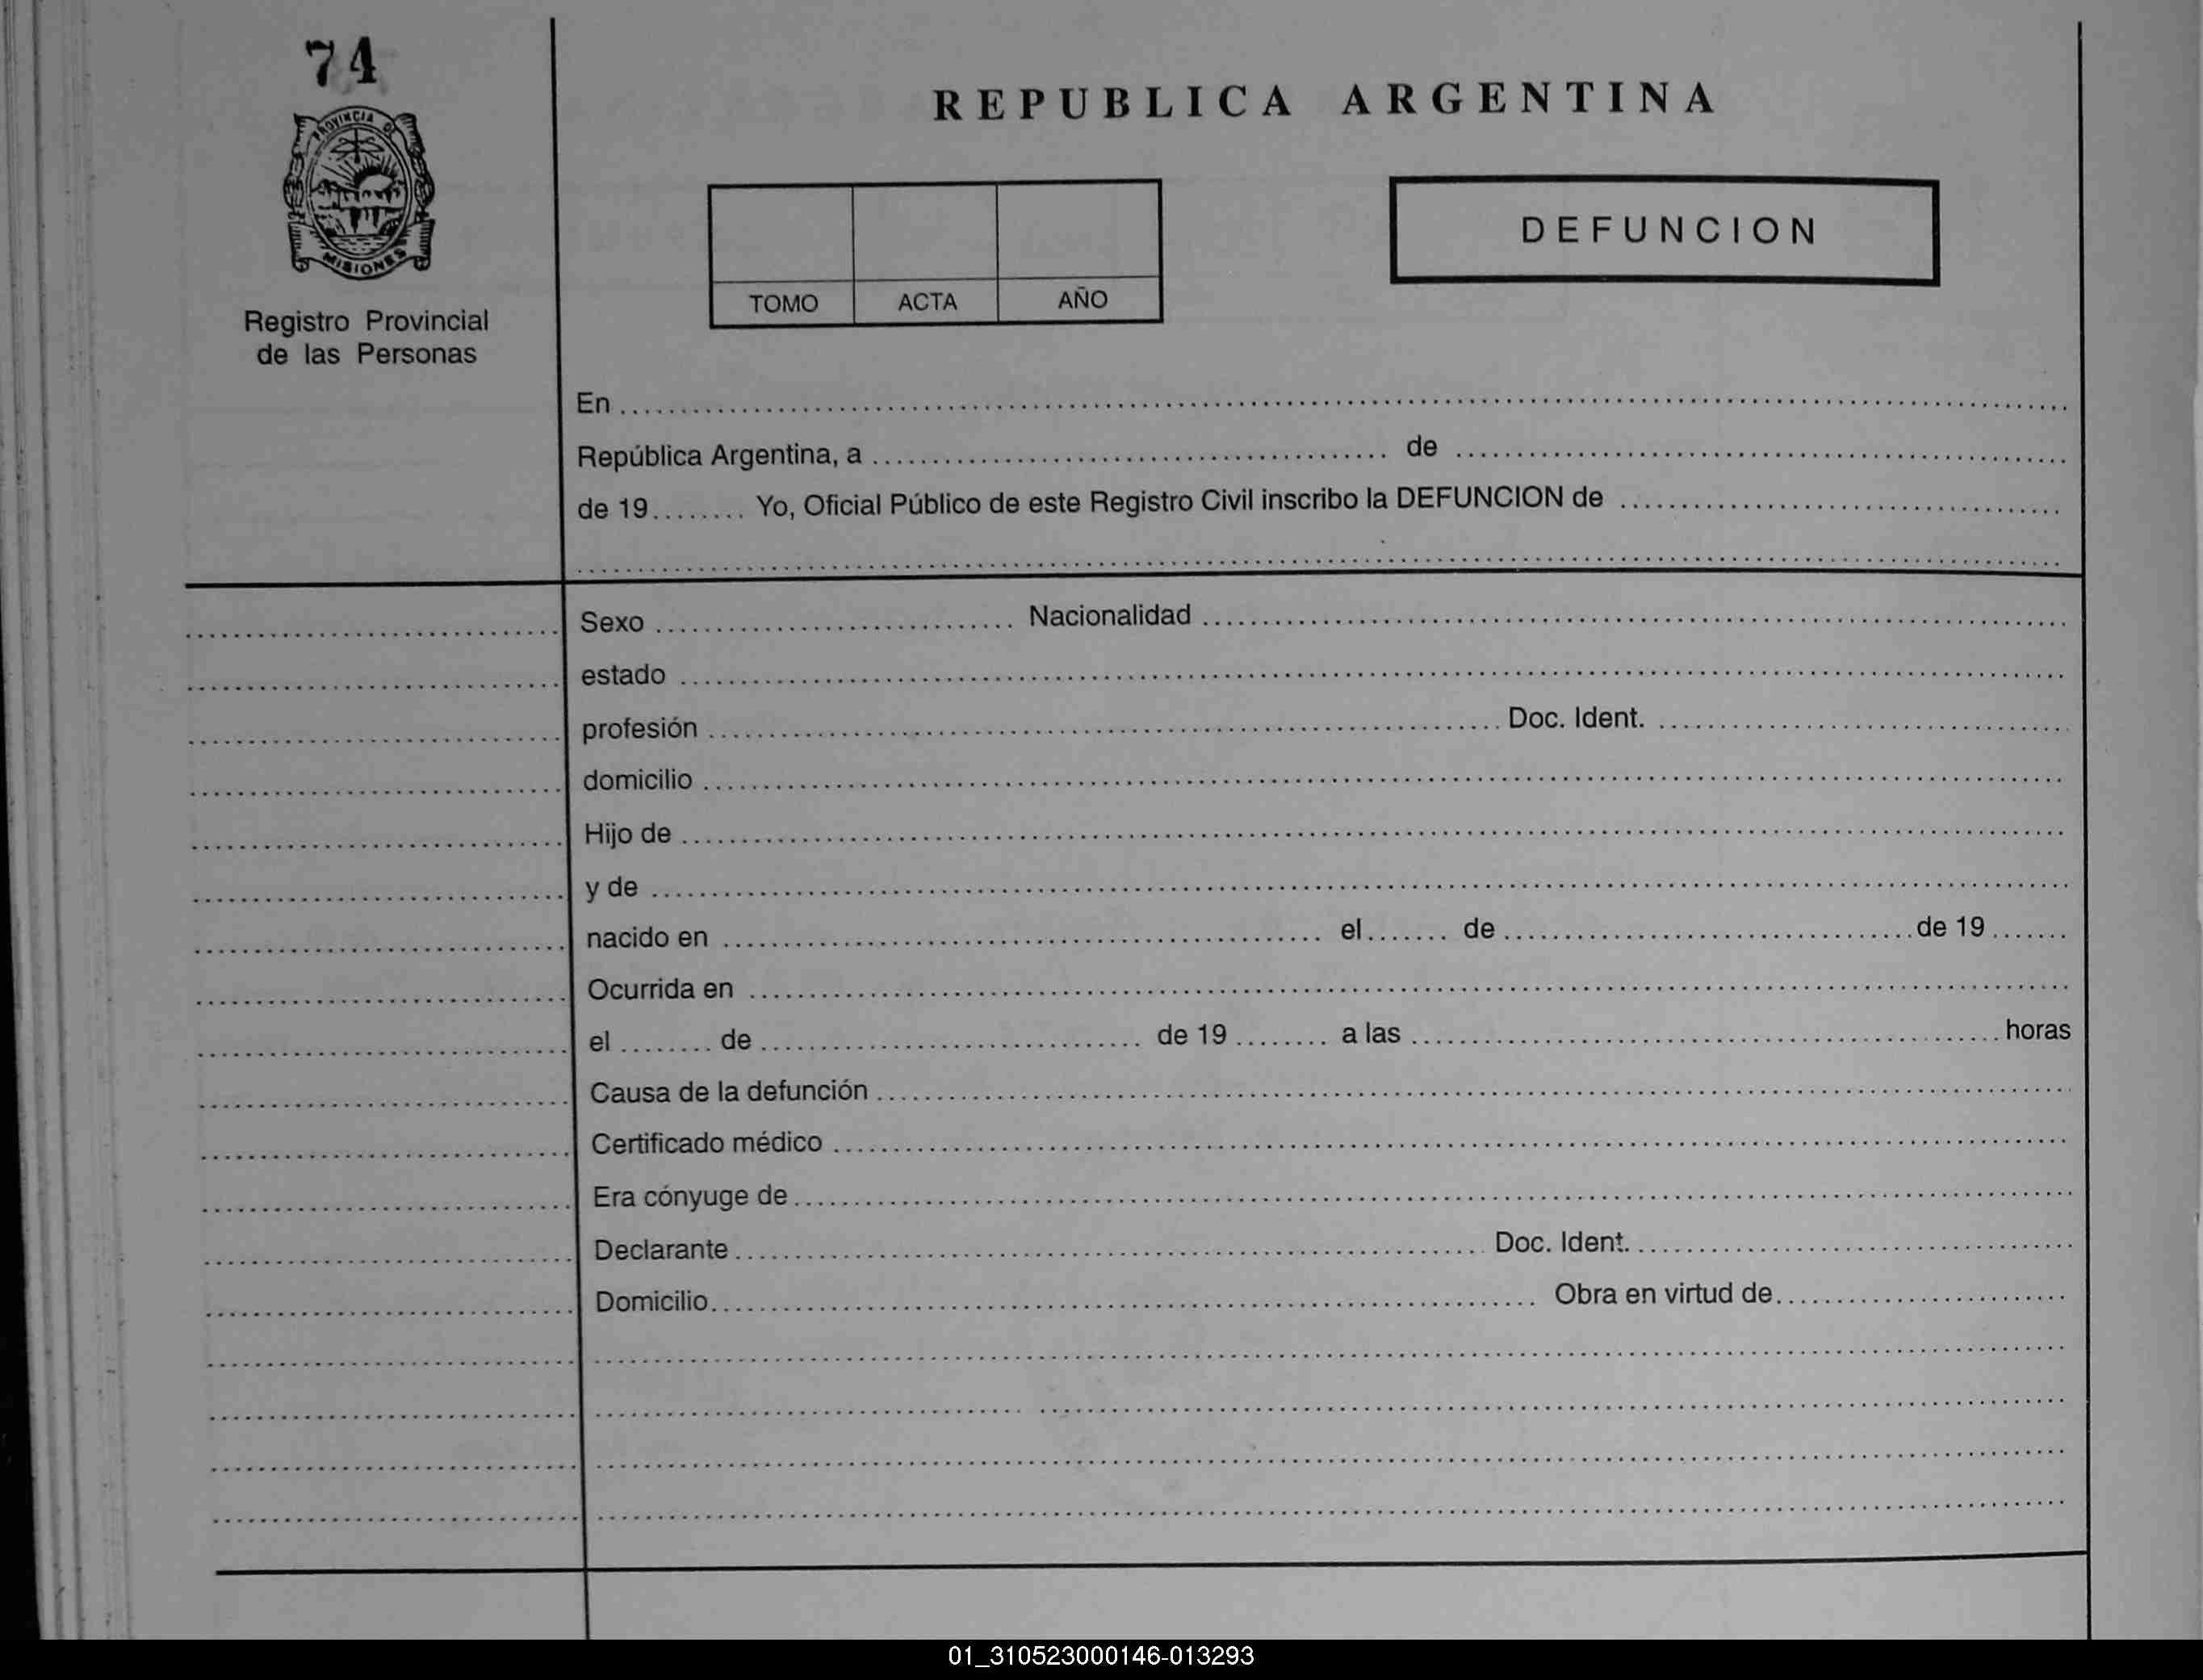 74
PROVINCIA DE
MISIONES
Registro Provincial
de las Personas
REPUBLICA ARGENTINA
TOMO ACTA AÑO
DEFUNCION
En
República Argentina, a de
de 19 Yo, Oficial Público de este Registro Civil inscribo la DEFUNCION de
Sexo Nacionalidad
estado
profesión Doc. Ident.
domicilio
Hijo de
y de
nacido en el de de 19
Ocurrida en
el de de 19 a las horas
Causa de la defunción
Certificado médico
Era cónyuge de
Declarante Doc. Ident.
Domicilio Obra en virtud de
01_310523000146-013293